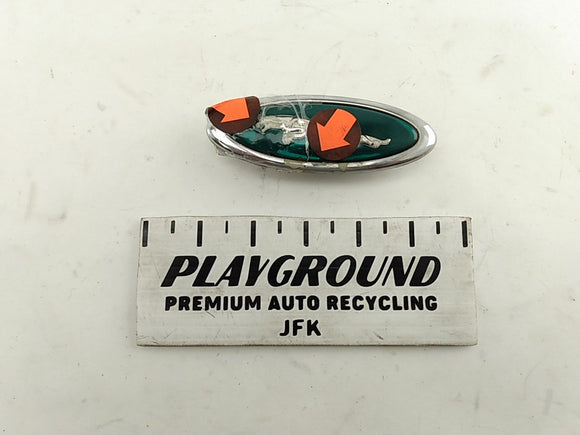 PLAYGROUND
PREMIUM AUTO RECYCLING
JFK